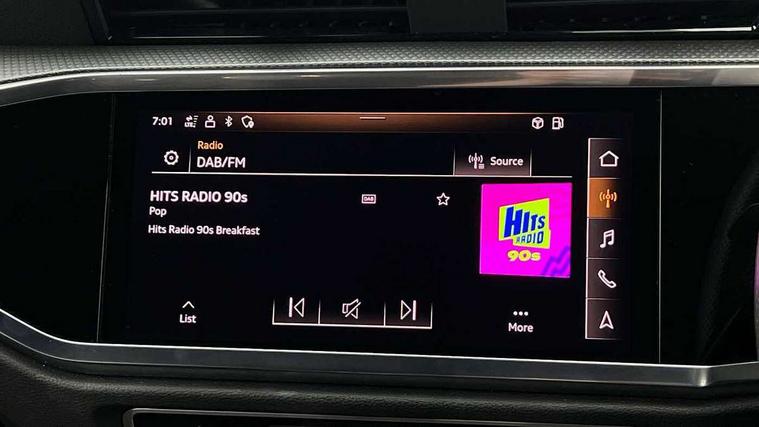 7:01 LTE
Radio
DAB/FM
Source
HITS RADIO 90s
DAB
Pop
Hits Radio 90s Breakfast
HITS
RADIO
90s
List
More